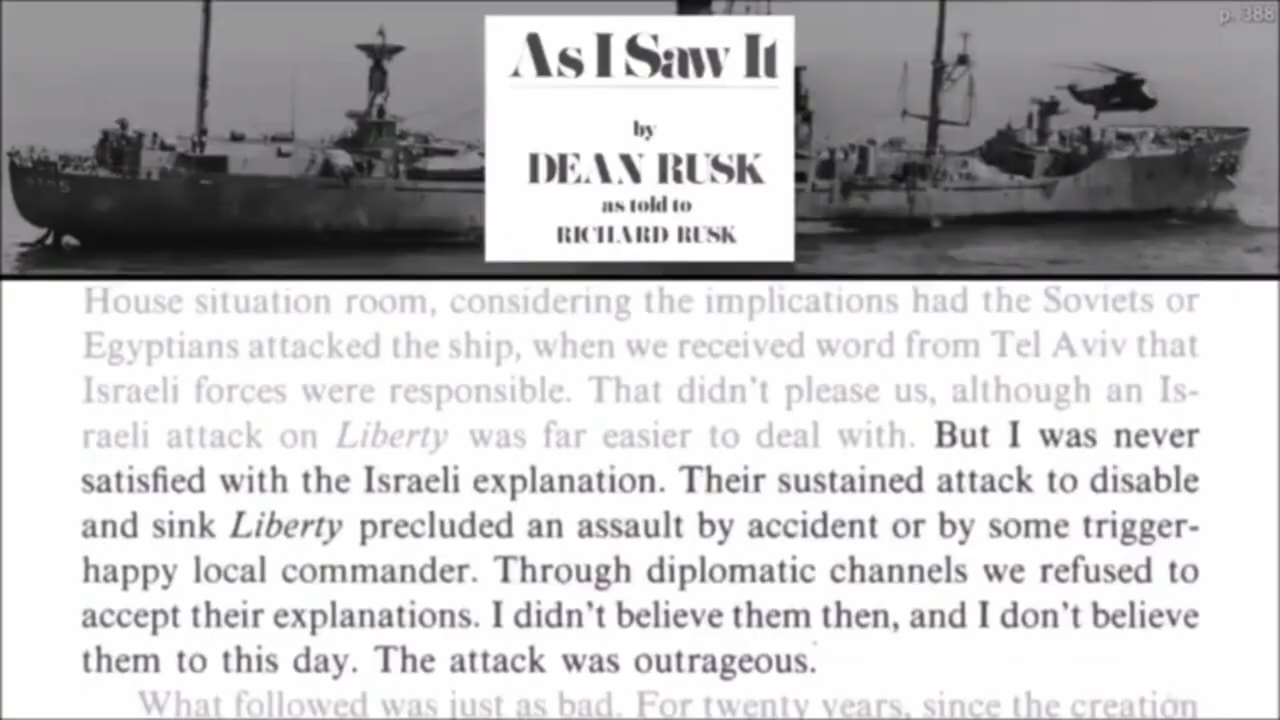 p. 388
As I Saw It
by
DEAN RUSK
as told to
RICHARD RUSK
House situation room, considering the implications had the Soviets or
Egyptians attacked the ship, when we received word from Tel Aviv that
Israeli forces were responsible. That didn't please us, although an Is-
raeli attack on Liberty was far easier to deal with. But I was never
satisfied with the Israeli explanation. Their sustained attack to disable
and sink Liberty precluded an assault by accident or by some trigger-
happy local commander. Through diplomatic channels we refused to
accept their explanations. I didn't believe them then, and I don't believe
them to this day. The attack was outrageous.
What followed was just as bad. For twenty years, since the creation